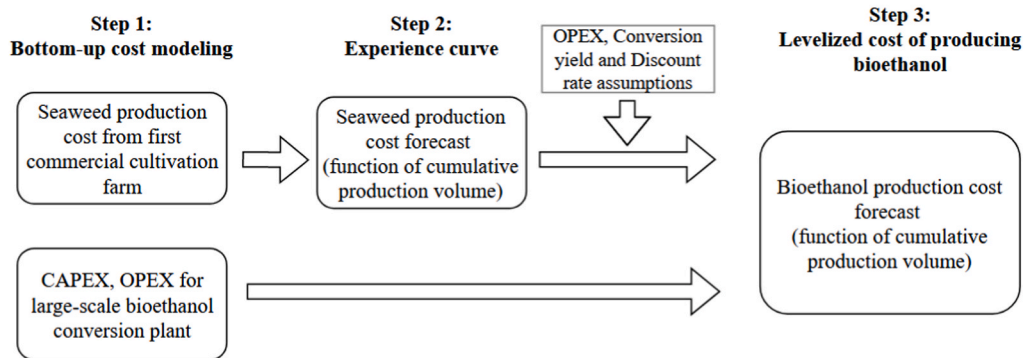 Step 1:
Bottom-up cost modeling
Step 2:
Experience curve
OPEX, Conversion
yield and Discount
rate assumptions
Step 3:
Levelized cost of producing
bioethanol
Seaweed production
cost from first
commercial cultivation
farm
Seaweed production
cost forecast
(function of cumulative
production volume)
Bioethanol production cost
forecast
(function of cumulative
production volume)
CAPEX, OPEX for
large-scale bioethanol
conversion plant